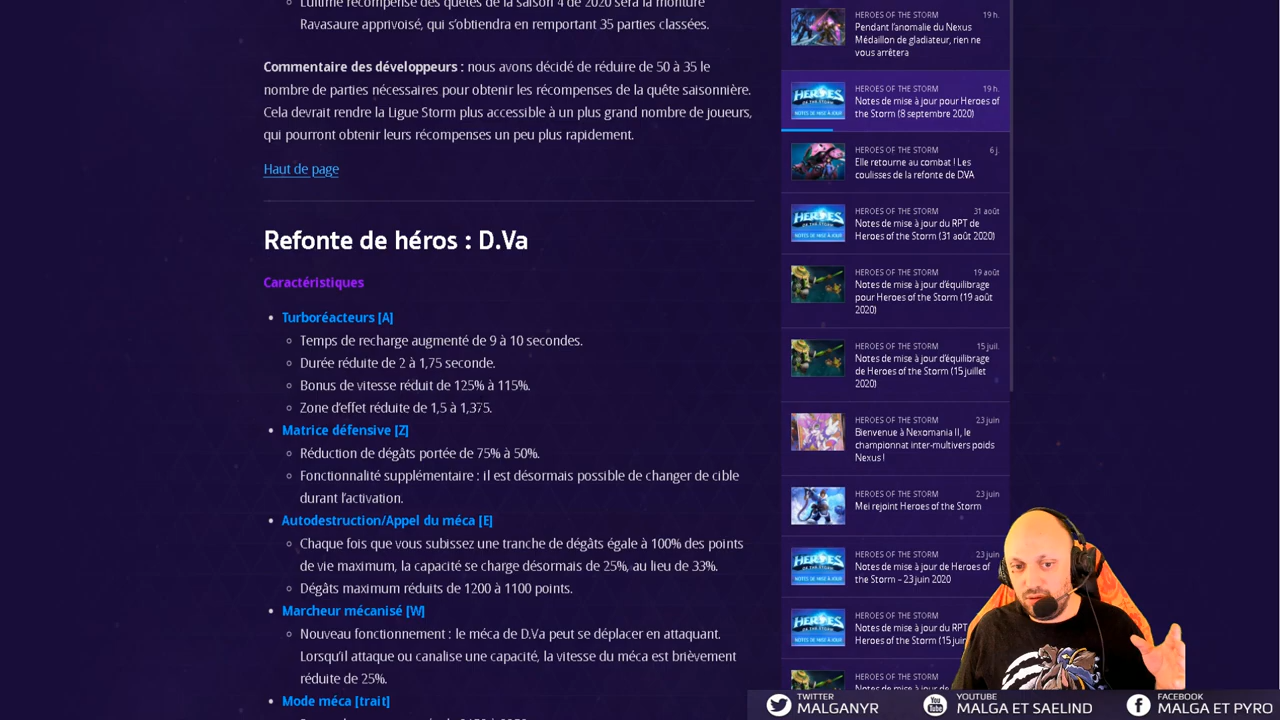 L'ultime récompense des quêtes de la saison 4 de 2020 sera la monture
Ravasaure apprivoisé, qui s'obtiendra en remportant 35 parties classées.
Commentaire des développeurs : nous avons décidé de réduire de 50 à 35 le
nombre de parties nécessaires pour obtenir les récompenses de la quête saisonnière.
Cela devrait rendre la Ligue Storm plus accessible à un plus grand nombre de joueurs,
qui pourront obtenir leurs récompenses un peu plus rapidement.
Haut de page
Refonte de héros : D.Va
Caractéristiques
Turboréacteurs [A]
Temps de recharge augmenté de 9 à 10 secondes.
Durée réduite de 2 à 1,75 seconde.
Bonus de vitesse réduit de 125% à 115%.
Zone d'effet réduite de 1,5 à 1,375.
Matrice défensive [Z]
Réduction de dégâts portée de 75% à 50%.
Fonctionnalité supplémentaire : il est désormais possible de changer de cible
durant l'activation.
Autodestruction/Appel du méca [E]
Chaque fois que vous subissez une tranche de dégâts égale à 100% des points
de vie maximum, la capacité se charge désormais de 25%, au lieu de 33%.
Dégâts maximum réduits de 1200 à 1100 points.
Marcheur mécanisé [W]
Nouveau fonctionnement : le méca de D.Va peut se déplacer en attaquant.
Lorsqu'il attaque ou canalise une capacité, la vitesse du méca est brièvement
réduite de 25%.
Mode méca [trait]
HEROES OF THE STORM 19 h.
Pendant l'anomalie du Nexus
Médaillon de gladiateur, rien ne
vous arrêtera
HEROES OF THE STORM 19 h.
Notes de mise à jour pour Heroes of
the Storm (8 septembre 2020)
HEROES OF THE STORM 6 j.
Elle retourne au combat ! Les
coulisses de la refonte de D.VA
HEROES OF THE STORM 31 août
Notes de mise à jour du RPT de
Heroes of the Storm (31 août 2020)
HEROES OF THE STORM 19 août
Notes de mise à jour d'équilibrage
pour Heroes of the Storm (19 août
2020)
HEROES OF THE STORM 15 juil.
Notes de mise à jour d'équilibrage
de Heroes of the Storm (15 juillet
2020)
HEROES OF THE STORM 23 juin
Bienvenue à Nexomania II, le
championnat inter-multivers poids
Nexus !
HEROES OF THE STORM 23 juin
Mei rejoint Heroes of the Storm
HEROES OF THE STORM 23 juin
Notes de mise à jour de Heroes of
the Storm – 23 juin 2020
HEROES OF THE STORM
Notes de mise à jour du RPT
Heroes of the Storm (15 juin
HEROES OF THE STORM
TWITTER
MALGANYR
YOUTUBE
MALGA ET SAELIND
FACEBOOK
MALGA ET PYRO